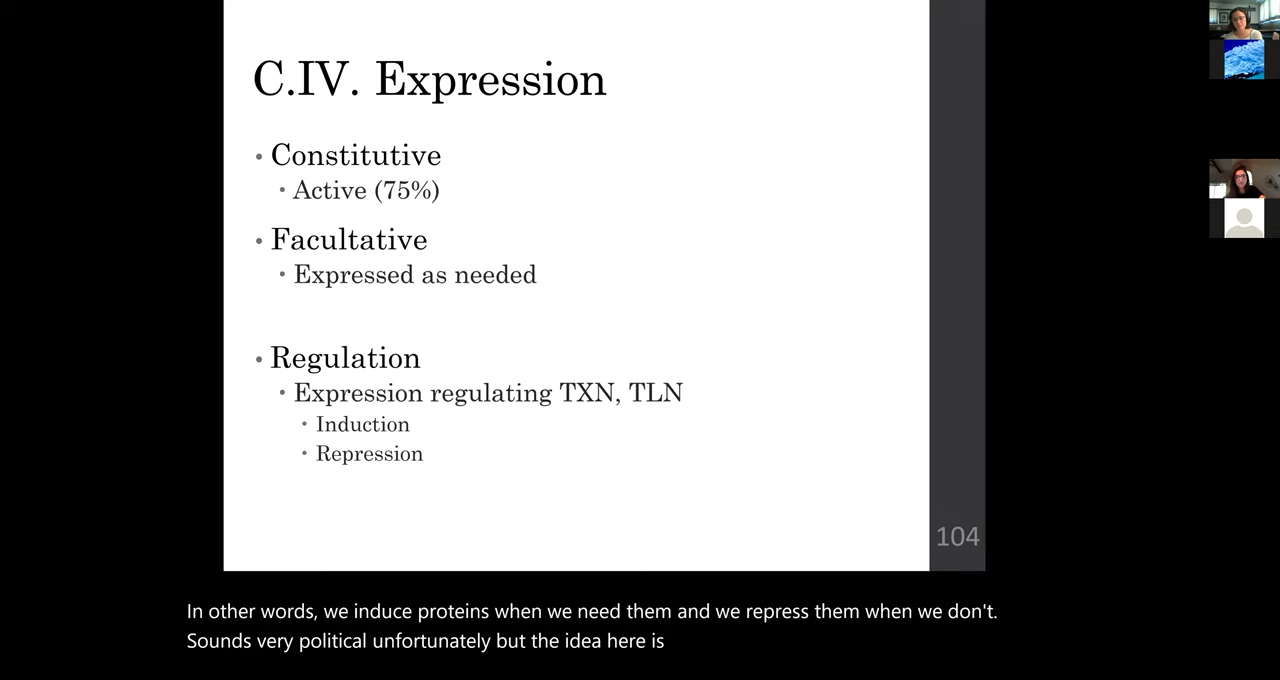 C.IV. Expression
• Constitutive
• Active (75%)
• Facultative
• Expressed as needed
• Regulation
• Expression regulating TXN, TLN
• Induction
• Repression
104
In other words, we induce proteins when we need them and we repress them when we don't.
Sounds very political unfortunately but the idea here is